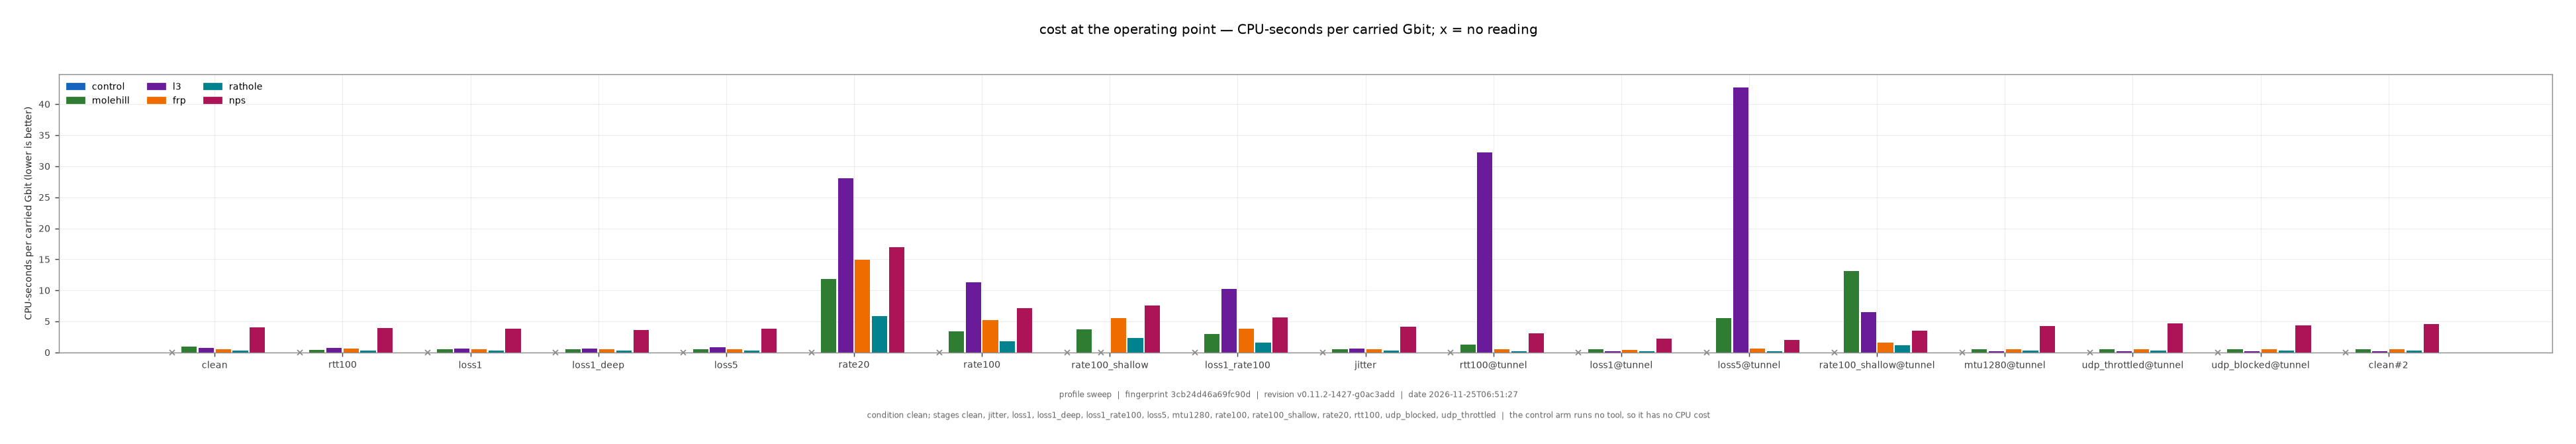 cost at the operating point — CPU-seconds per carried Gbit; x = no reading
CPU-seconds per carried Gbit (lower is better)
control
molehill
l3
frp
rathole
nps
40
35
30
25
20
15
10
5
0
clean
rtt100
loss1
loss1_deep
loss5
rate20
rate100
rate100_shallow
loss1_rate100
jitter
rtt100@tunnel
loss1@tunnel
loss5@tunnel
rate100_shallow@tunnel
mtu1280@tunnel
udp_throttled@tunnel
udp_blocked@tunnel
clean#2
profile sweep | fingerprint 3cb24d46a69fc90d | revision v0.11.2-1427-g0ac3add | date 2026-11-25T06:51:27
condition clean; stages clean, jitter, loss1, loss1_deep, loss1_rate100, loss5, mtu1280, rate100, rate100_shallow, rate20, rtt100, udp_blocked, udp_throttled | the control arm runs no tool, so it has no CPU cost